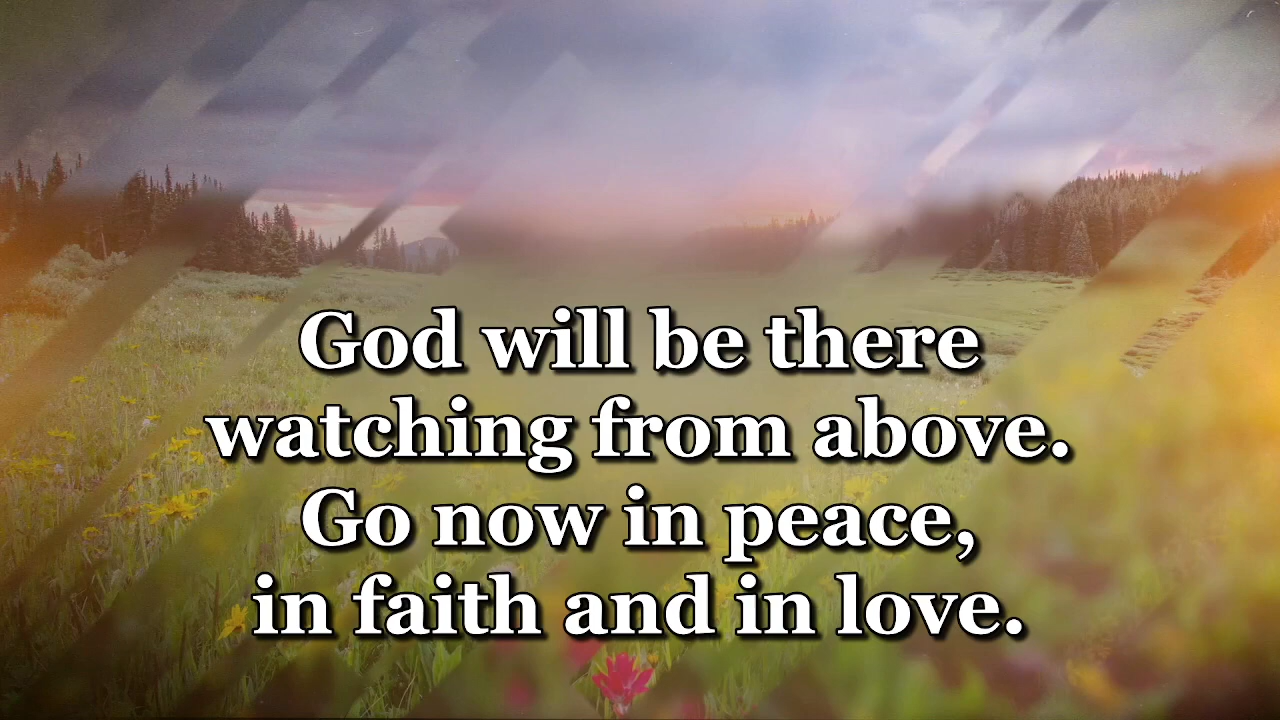 God will be there
watching from above.
Go now in peace,
in faith and in love.